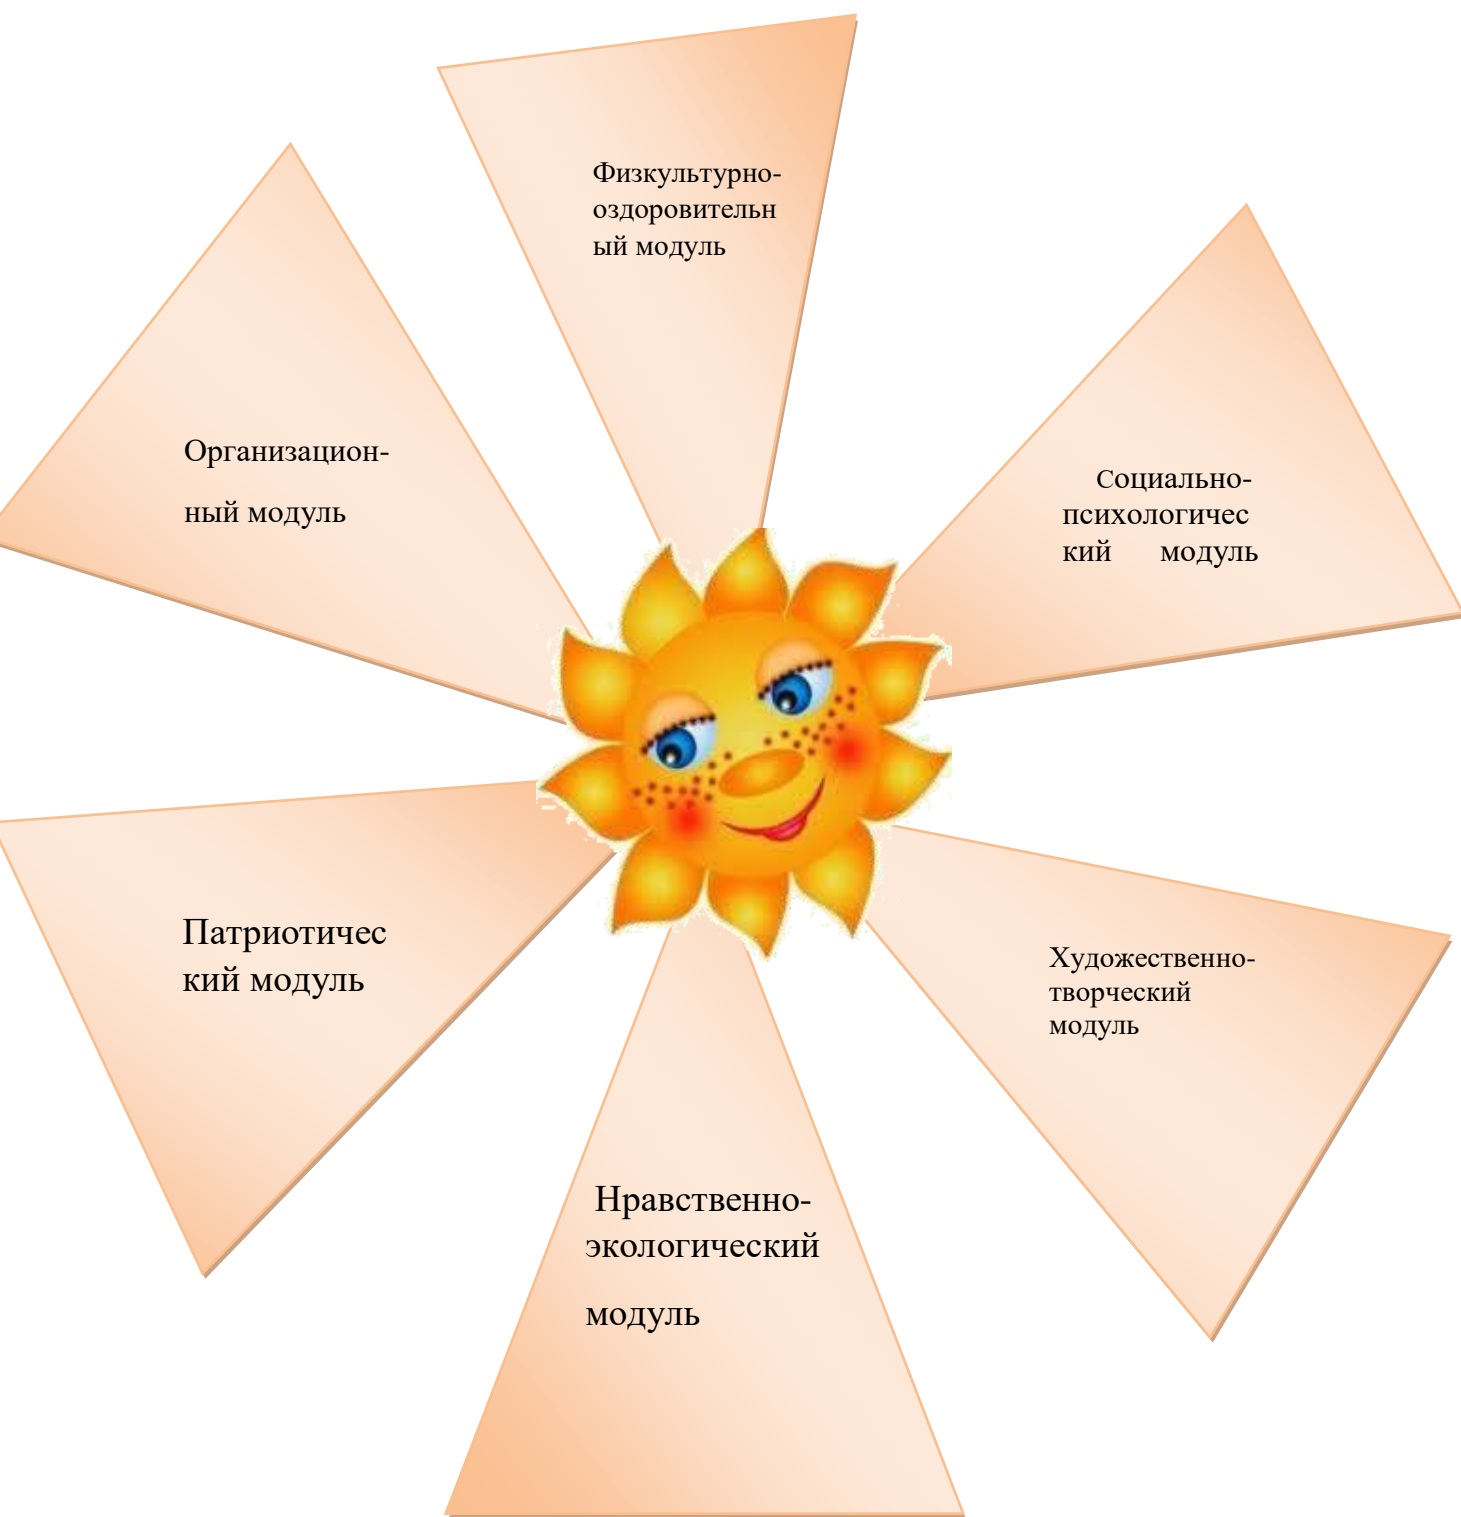 Физкультурно-
оздоровительн
ый модуль
Организацион-
ный модуль
Социально-
психологичес
кий модуль
Патриотичес
кий модуль
Художественно-
творческий
модуль
Нравственно-
экологический
модуль